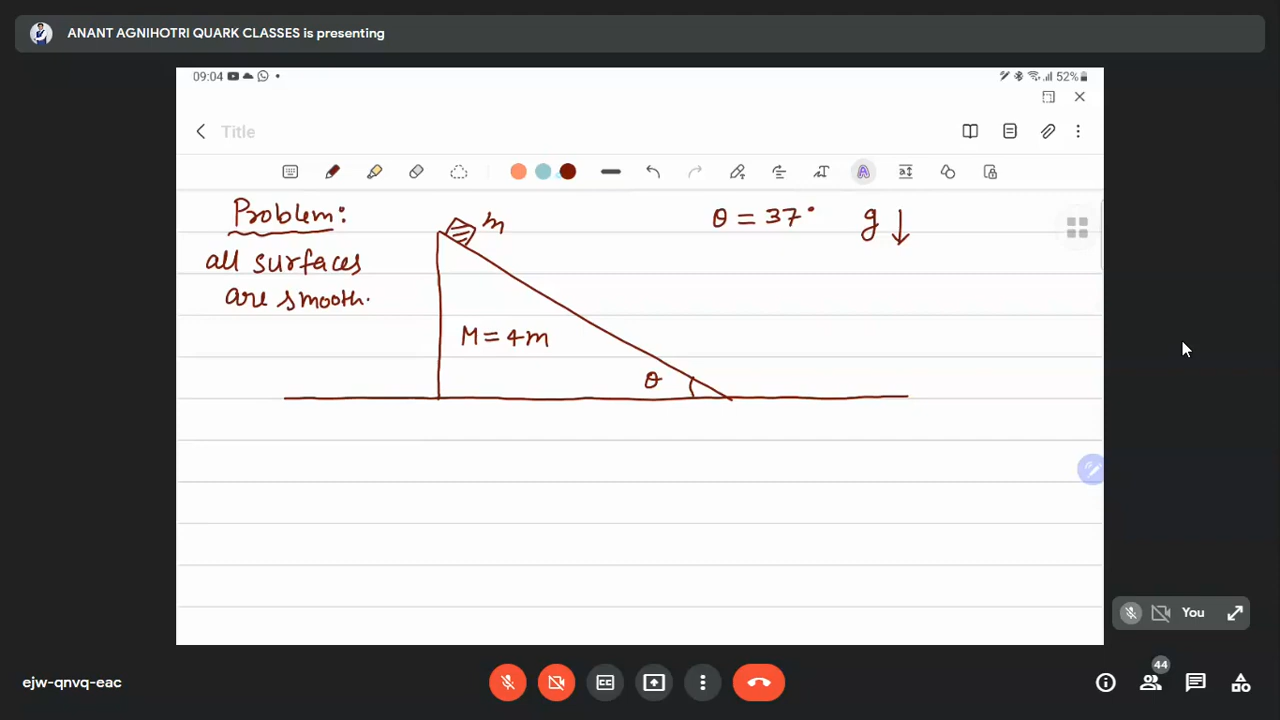 ANANT AGNIHOTRI QUARK CLASSES is presenting
09:04
52%
Title
Problem:
m
θ = 37° g↓
all surfaces
are smooth.
M = 4m
θ
You
ejw-qnvq-eac
CC
44